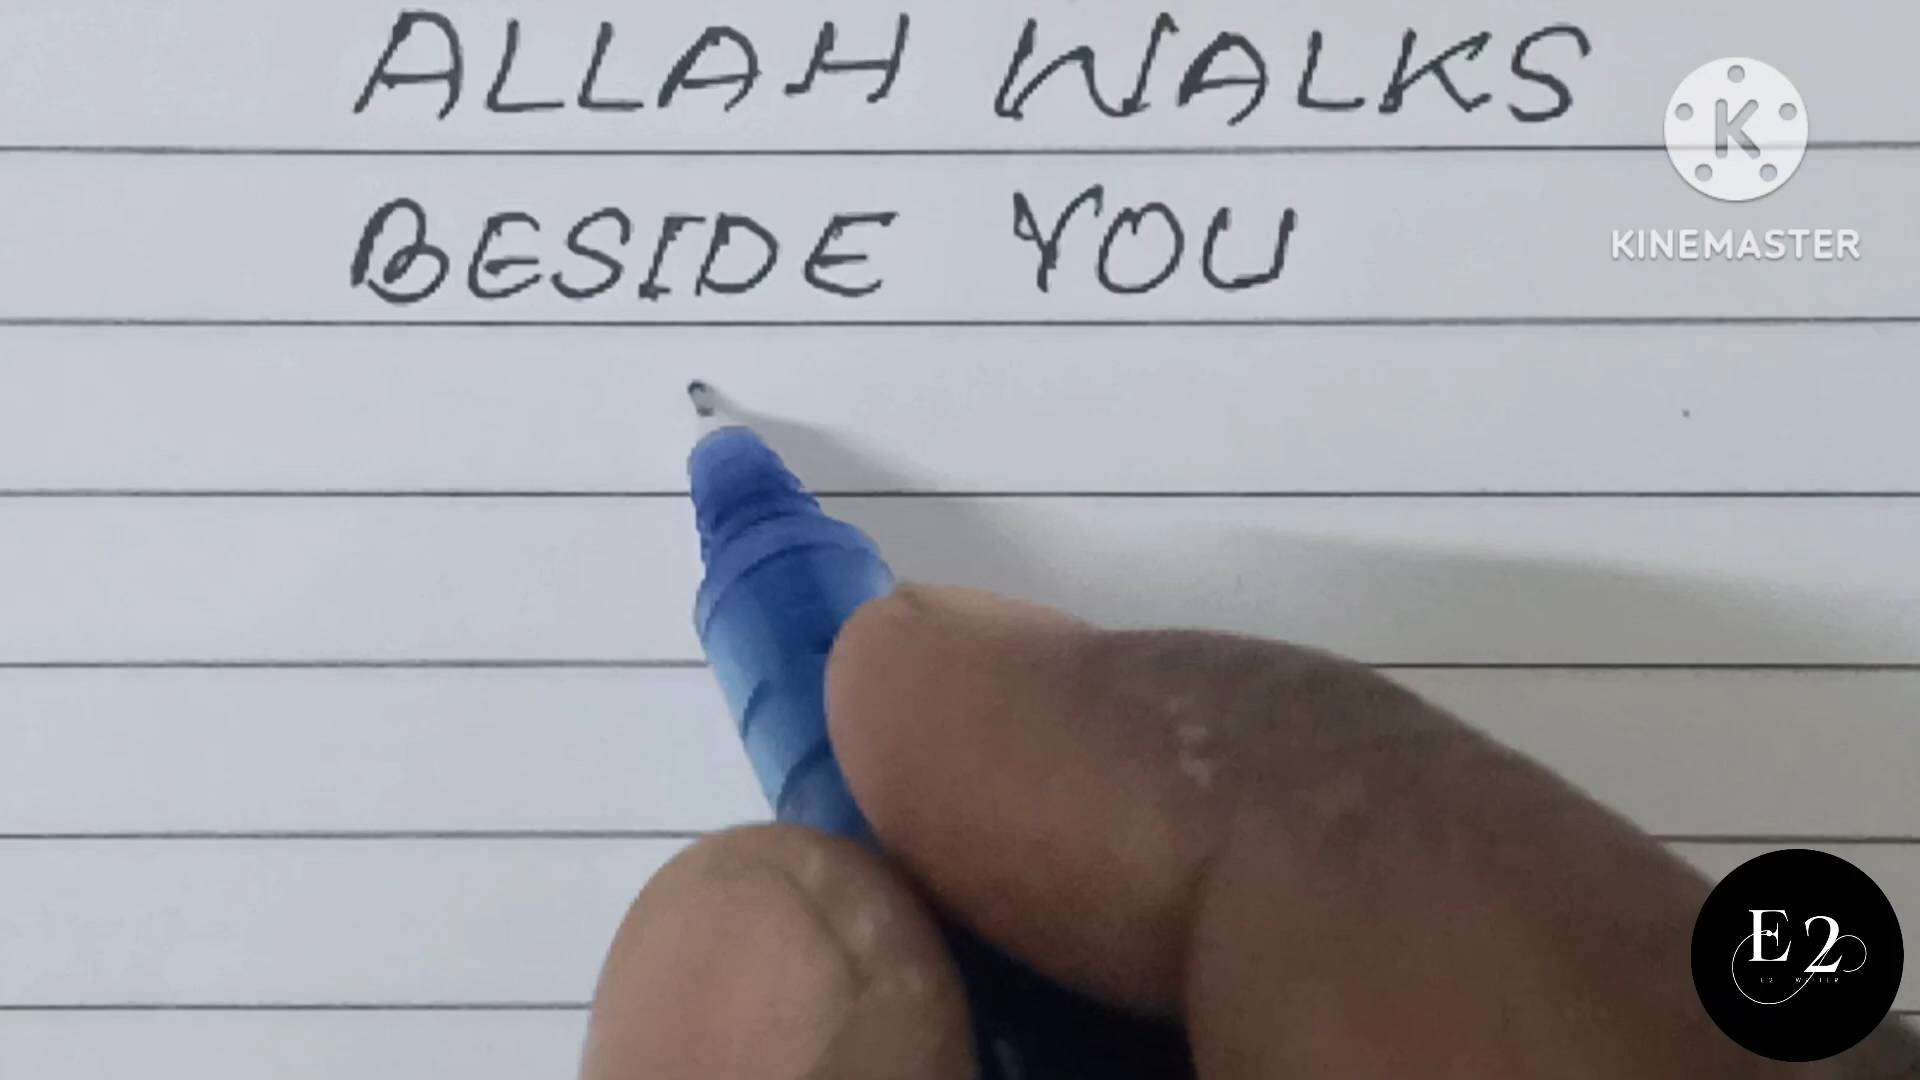 ALLAH WALKS
BESIDE YOU
K
KINEMASTER
E2